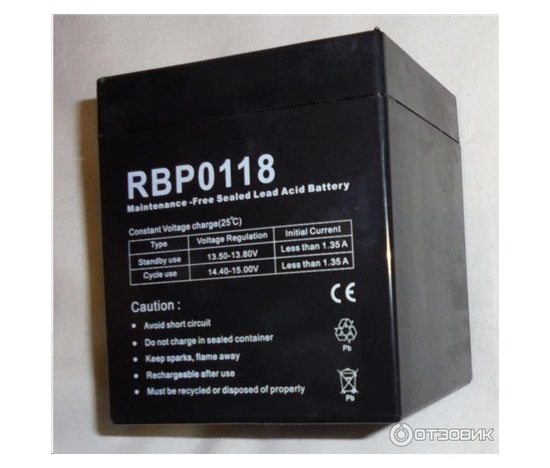 RBP0118
Maintenance -Free Sealed Lead Acid Battery
Constant Voltage charge(25℃)
Type Voltage Regulation Initial Current
Standby use 13.50-13.80V Less than 1.35A
Cycle use 14.40-15.00V Less than 1.35A
CE
Caution :
• Avoid short circuit
• Do not charge in sealed container
• Keep sparks, flame away
• Rechargeable after use
• Must be recycled or disposed of properly
Pb
Pb
ОТЗОВИК